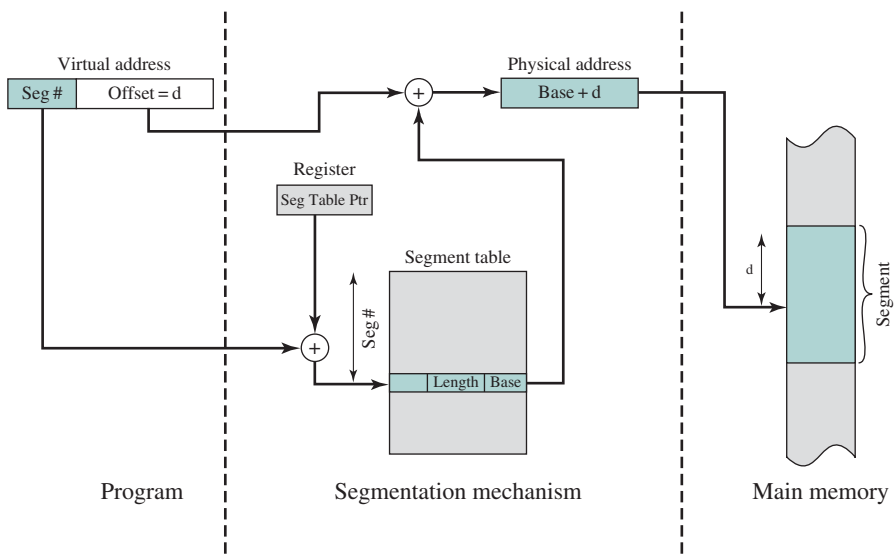 Virtual address
Seg # Offset = d
Physical address
Base + d
Register
Seg Table Ptr
Segment table
Seg #
Length Base
d
Segment
Program
Segmentation mechanism
Main memory
+
+